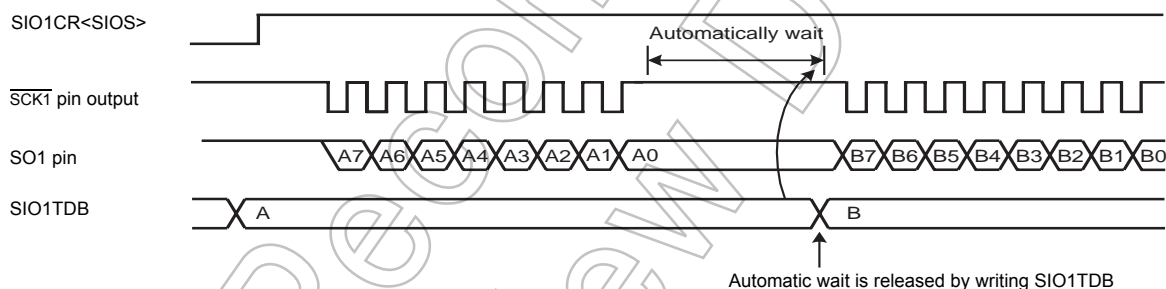 SIO1CR<SIOS>
Automatically wait
SCK1 pin output
SO1 pin
A7 A6 A5 A4 A3 A2 A1 A0 B7 B6 B5 B4 B3 B2 B1 B0
SIO1TDB
A B
Automatic wait is released by writing SIO1TDB